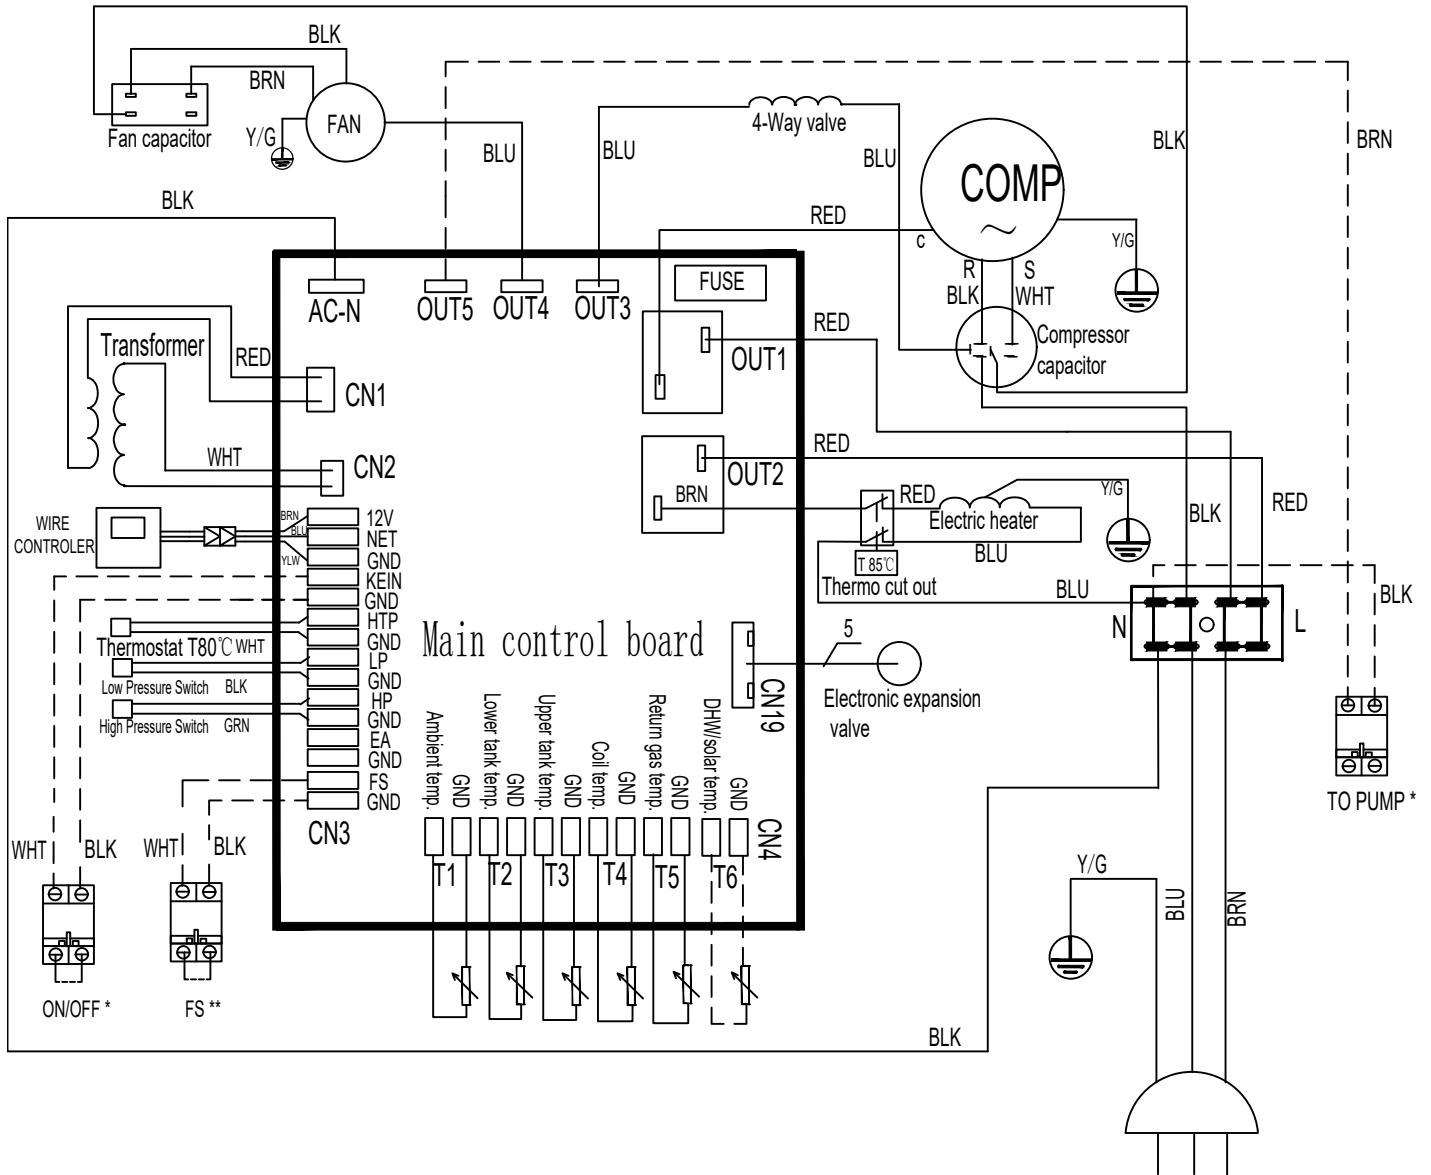 BLK
BRN
Fan capacitor
Y/G
FAN
BLU
BLU
4-Way valve
BLU
COMP
~
BLK
BRN
BLK
RED
C
Y/G
R
S
BLK
WHT
Compressor
capacitor
AC-N
OUT5
OUT4
OUT3
FUSE
RED
OUT1
Transformer
RED
CN1
WHT
CN2
RED
OUT2
BRN
RED
Electric heater
BLU
Y/G
BLK
RED
T 85℃
Thermo cut out
BLU
N
L
BLK
WIRE
CONTROLER
BRN
BLU
YLW
12V
NET
GND
KEIN
GND
HTP
GND
LP
GND
HP
GND
EA
GND
FS
GND
CN3
Thermostat T80℃ WHT
Low Pressure Switch BLK
High Pressure Switch GRN
Main control board
5
Electronic expansion
valve
CN19
Ambient temp.
GND
Lower tank temp.
GND
Upper tank temp.
GND
Coil temp.
GND
Return gas temp.
GND
DHW/solar temp.
GND
CN4
T1
T2
T3
T4
T5
T6
WHT
BLK
WHT
BLK
ON/OFF *
FS **
TO PUMP *
Y/G
BLU
BRN
BLK